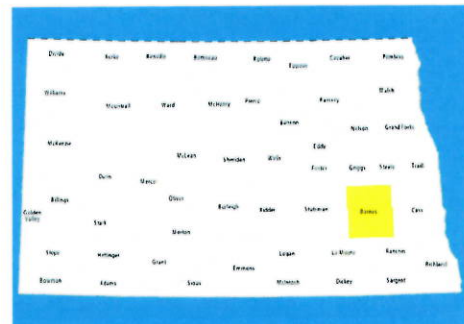 Divide
Burke
Renville
Bottineau
Rolette
Towner
Cavalier
Pembina
Williams
Mountrail
Ward
McHenry
Pierce
Ramsey
Walsh
Benson
Nelson
Grand Forks
McKenzie
McLean
Sheridan
Wells
Eddy
Foster
Griggs
Steele
Traill
Dunn
Mercer
Billings
Golden
Valley
Stark
Oliver
Burleigh
Kidder
Stutsman
Barnes
Cass
Morton
Slope
Hettinger
Grant
Emmons
Logan
La Moure
Ransom
Richland
Bowman
Adams
Sioux
McIntosh
Dickey
Sargent